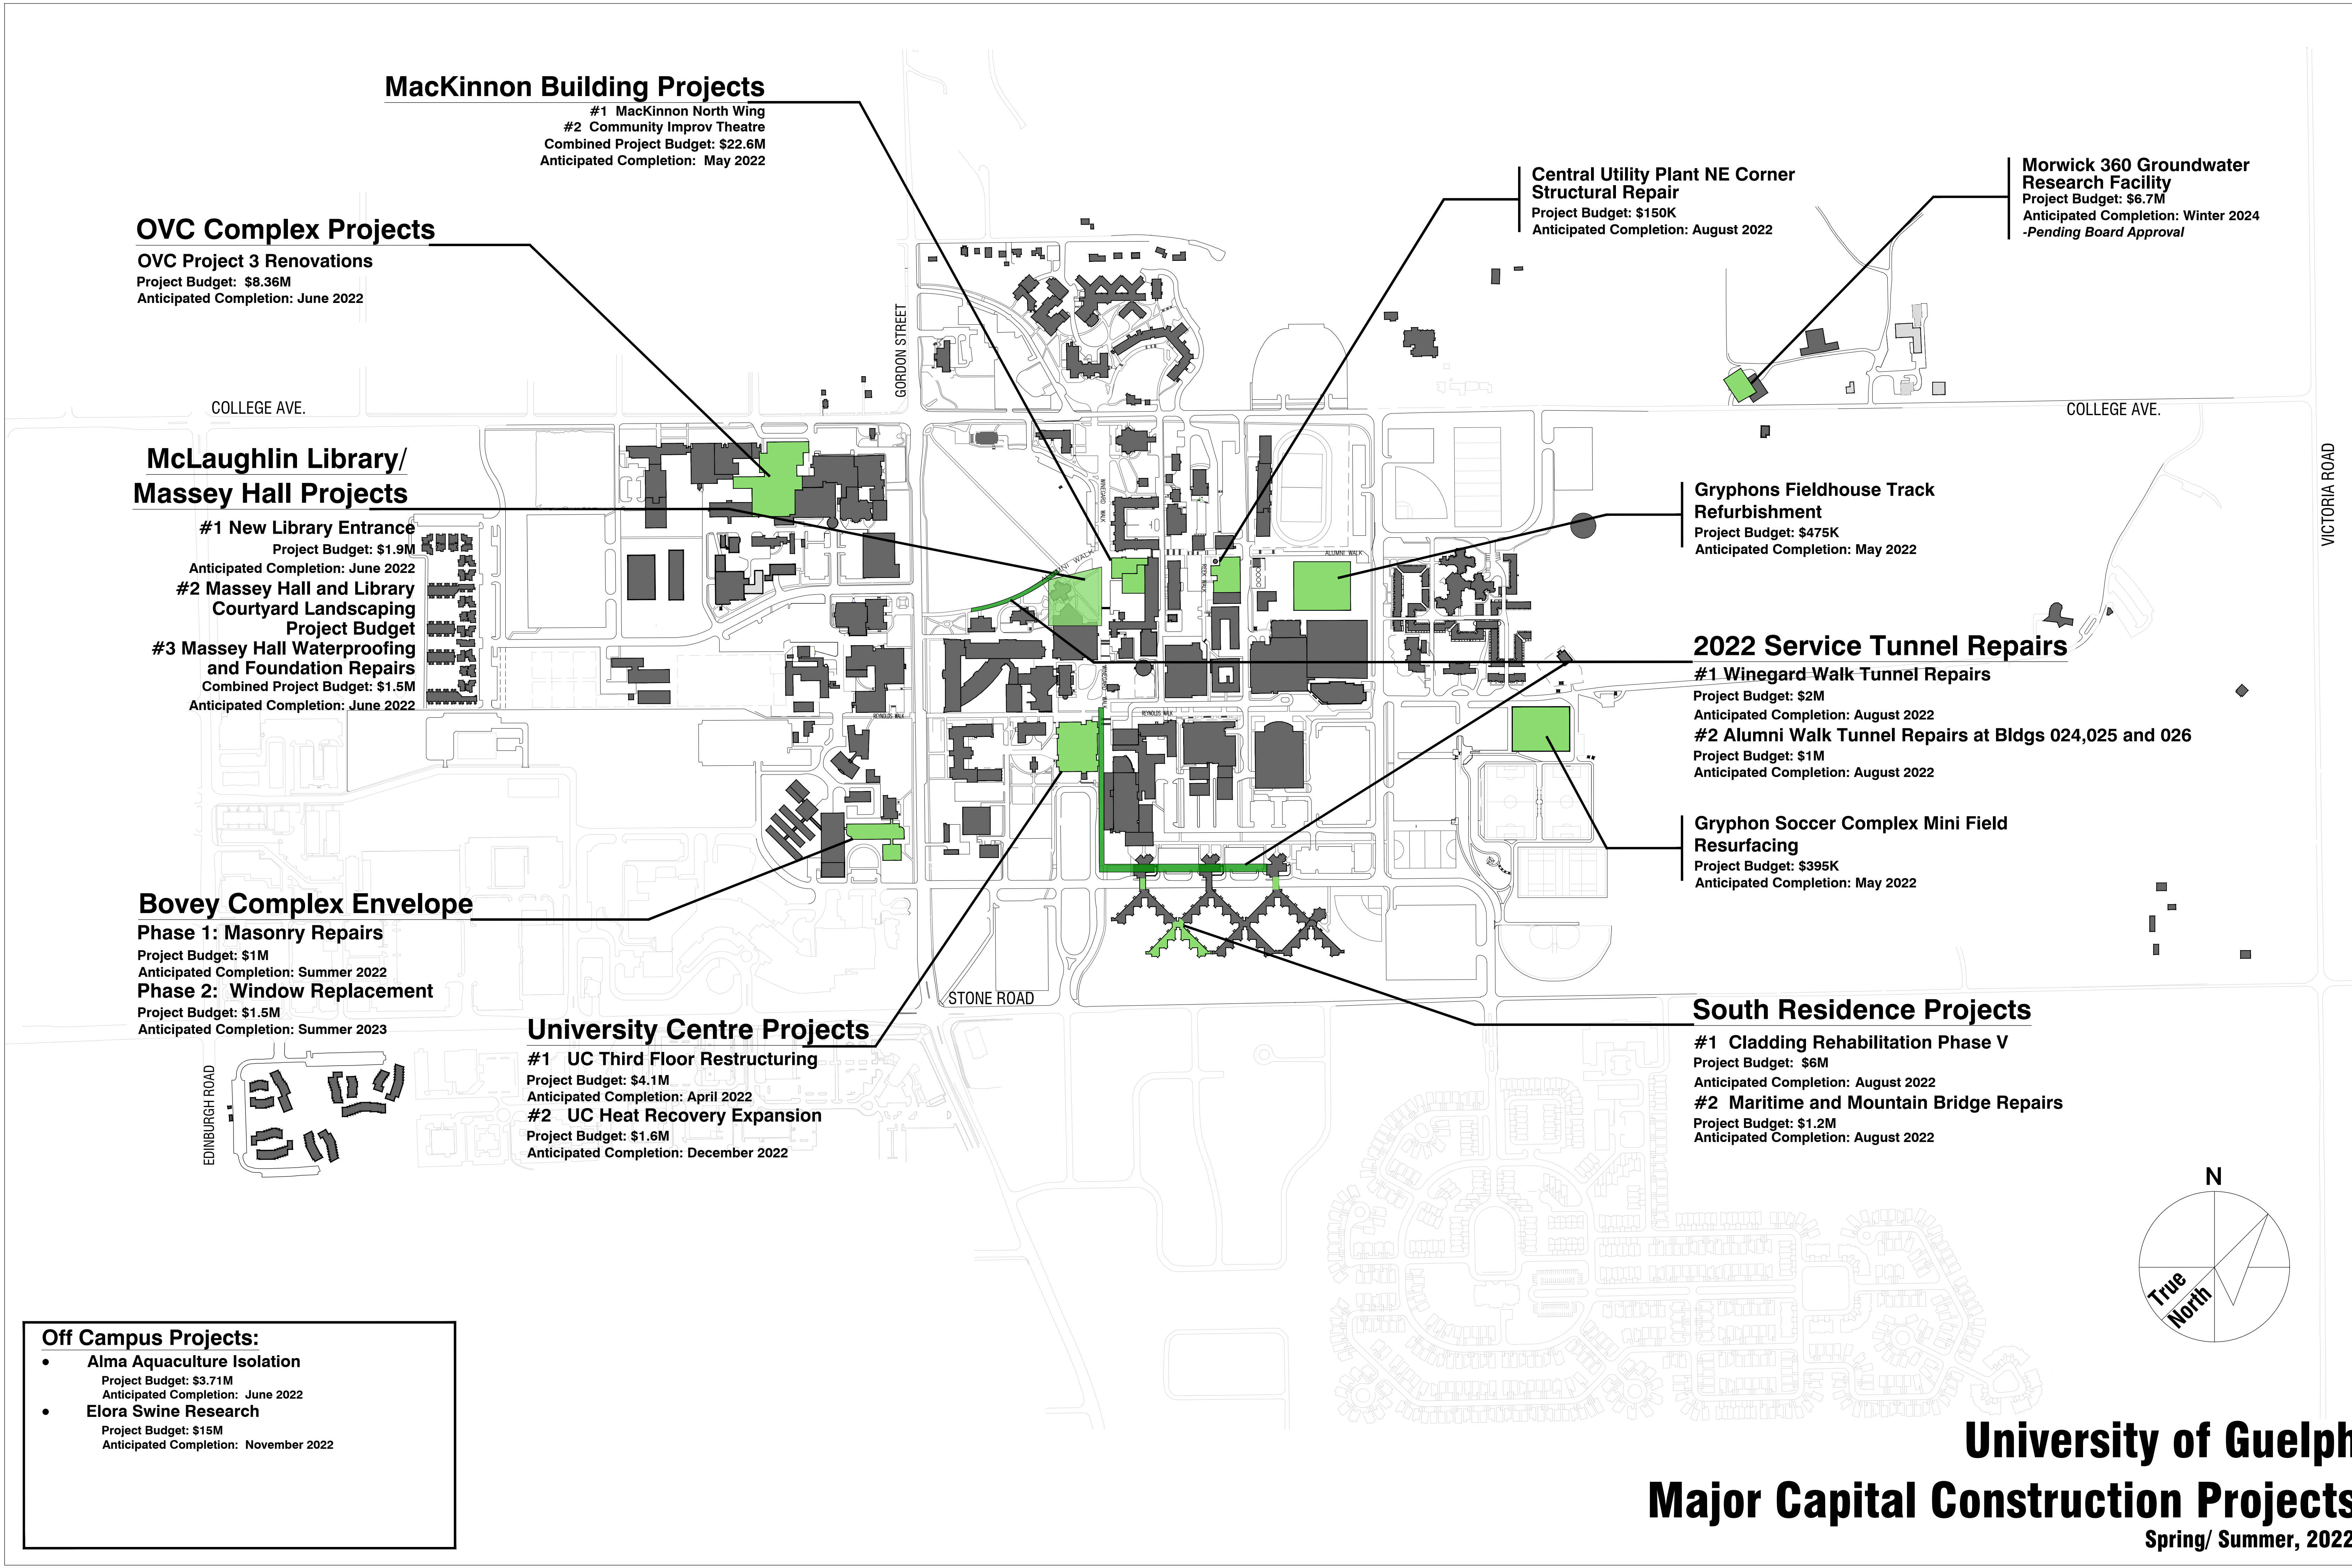 MacKinnon Building Projects
#1 MacKinnon North Wing
#2 Community Improv Theatre
Combined Project Budget: $22.6M
Anticipated Completion: May 2022
OVC Complex Projects
OVC Project 3 Renovations
Project Budget: $8.36M
Anticipated Completion: June 2022
Central Utility Plant NE Corner
Structural Repair
Project Budget: $150K
Anticipated Completion: August 2022
Morwick 360 Groundwater
Research Facility
Project Budget: $6.7M
Anticipated Completion: Winter 2024
-Pending Board Approval
GORDON STREET
COLLEGE AVE.
COLLEGE AVE.
VICTORIA ROAD
McLaughlin Library/
Massey Hall Projects
#1 New Library Entrance
Project Budget: $1.9M
Anticipated Completion: June 2022
#2 Massey Hall and Library
Courtyard Landscaping
Project Budget
#3 Massey Hall Waterproofing
and Foundation Repairs
Combined Project Budget: $1.5M
Anticipated Completion: June 2022
WINEGARD WALK
ALUMNI WALK
ALUMNI WALK
WINEGARD WALK
REYNOLDS WALK
REYNOLDS WALK
Gryphons Fieldhouse Track
Refurbishment
Project Budget: $475K
Anticipated Completion: May 2022
2022 Service Tunnel Repairs
#1 Winegard Walk Tunnel Repairs
Project Budget: $2M
Anticipated Completion: August 2022
#2 Alumni Walk Tunnel Repairs at Bldgs 024,025 and 026
Project Budget: $1M
Anticipated Completion: August 2022
Gryphon Soccer Complex Mini Field
Resurfacing
Project Budget: $395K
Anticipated Completion: May 2022
Bovey Complex Envelope
Phase 1: Masonry Repairs
Project Budget: $1M
Anticipated Completion: Summer 2022
Phase 2: Window Replacement
Project Budget: $1.5M
Anticipated Completion: Summer 2023
STONE ROAD
EDINBURGH ROAD
University Centre Projects
#1 UC Third Floor Restructuring
Project Budget: $4.1M
Anticipated Completion: April 2022
#2 UC Heat Recovery Expansion
Project Budget: $1.6M
Anticipated Completion: December 2022
South Residence Projects
#1 Cladding Rehabilitation Phase V
Project Budget: $6M
Anticipated Completion: August 2022
#2 Maritime and Mountain Bridge Repairs
Project Budget: $1.2M
Anticipated Completion: August 2022
N
True
North
Off Campus Projects:
• Alma Aquaculture Isolation
Project Budget: $3.71M
Anticipated Completion: June 2022
• Elora Swine Research
Project Budget: $15M
Anticipated Completion: November 2022
University of Guelph
Major Capital Construction Projects
Spring/ Summer, 2022